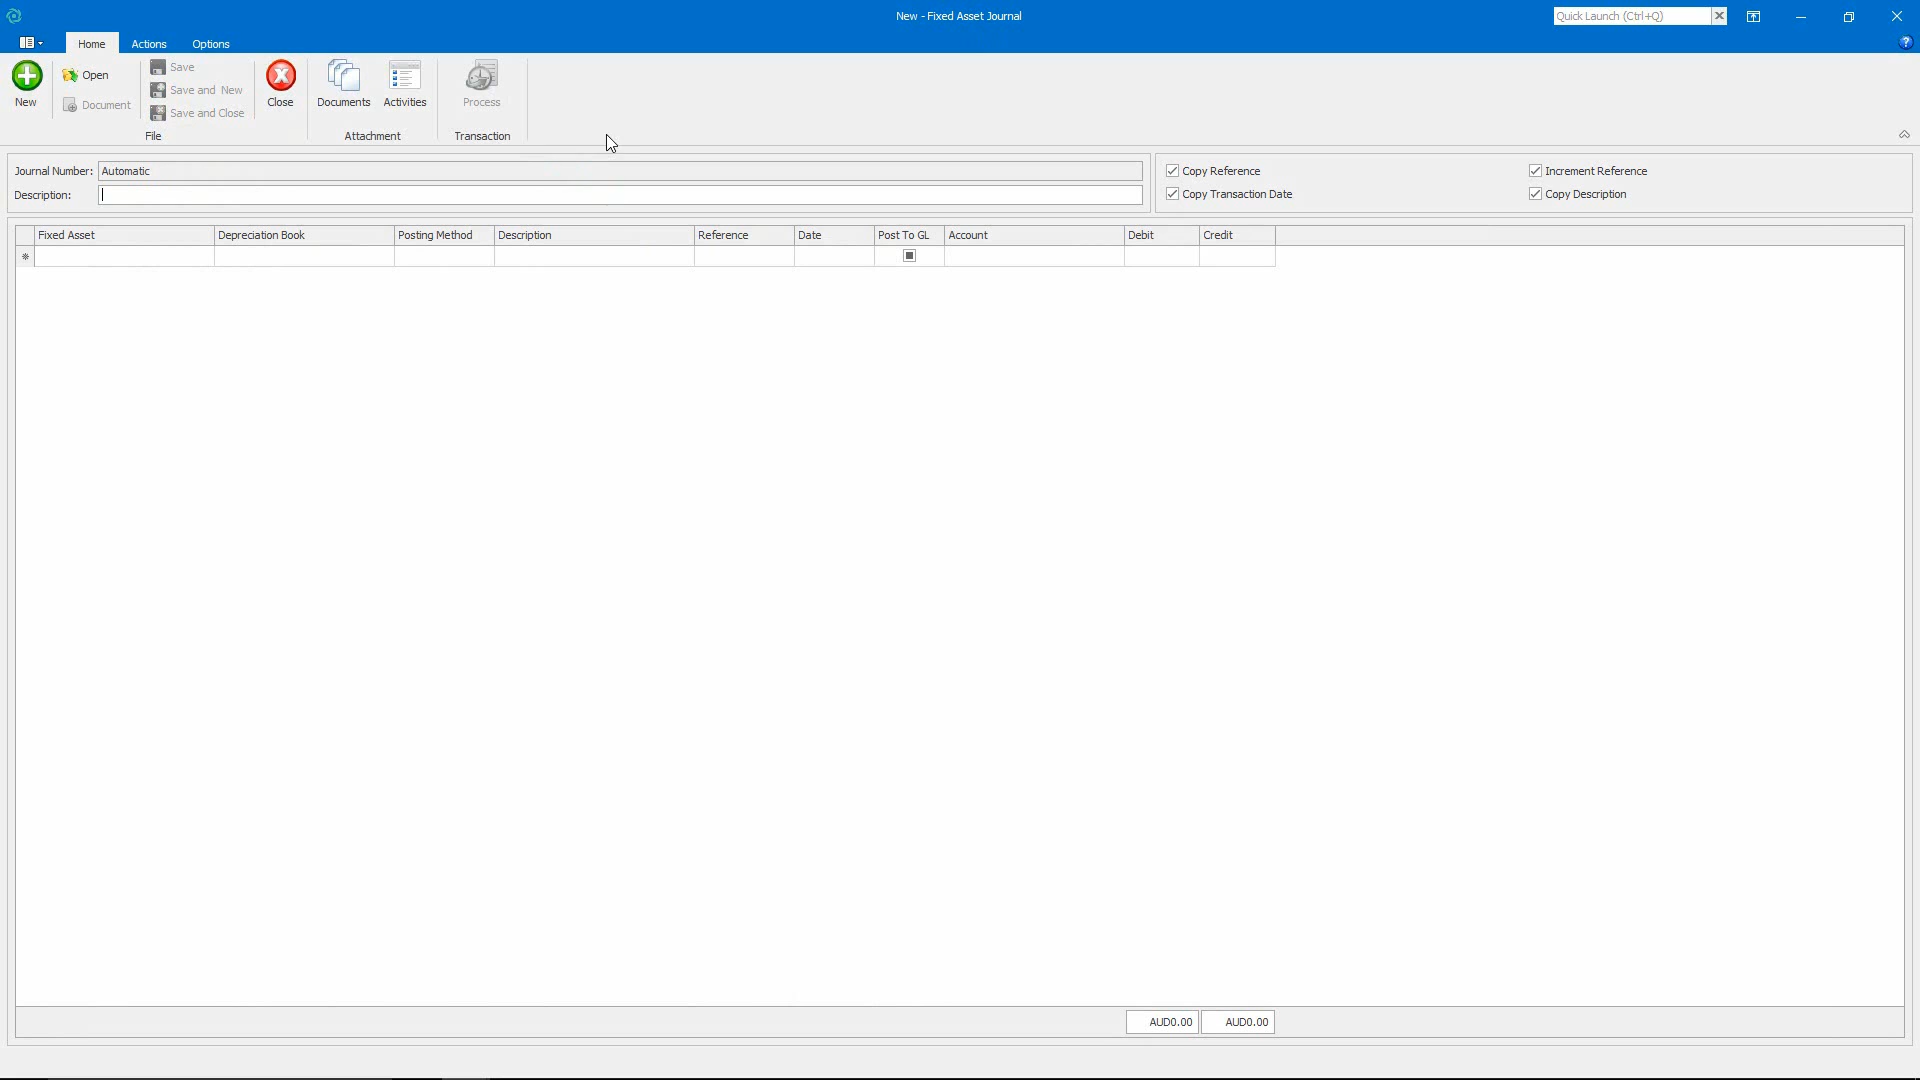 New - Fixed Asset Journal
Quick Launch (Ctrl+Q)
Home Actions Options
New
Open
Document
Save
Save and New
Save and Close
Close
Documents
Activities
Process
File
Attachment
Transaction
Journal Number: Automatic
Description:
Copy Reference
Increment Reference
Copy Transaction Date
Copy Description
Fixed Asset Depreciation Book Posting Method Description Reference Date Post To GL Account Debit Credit
AUD0.00 AUD0.00